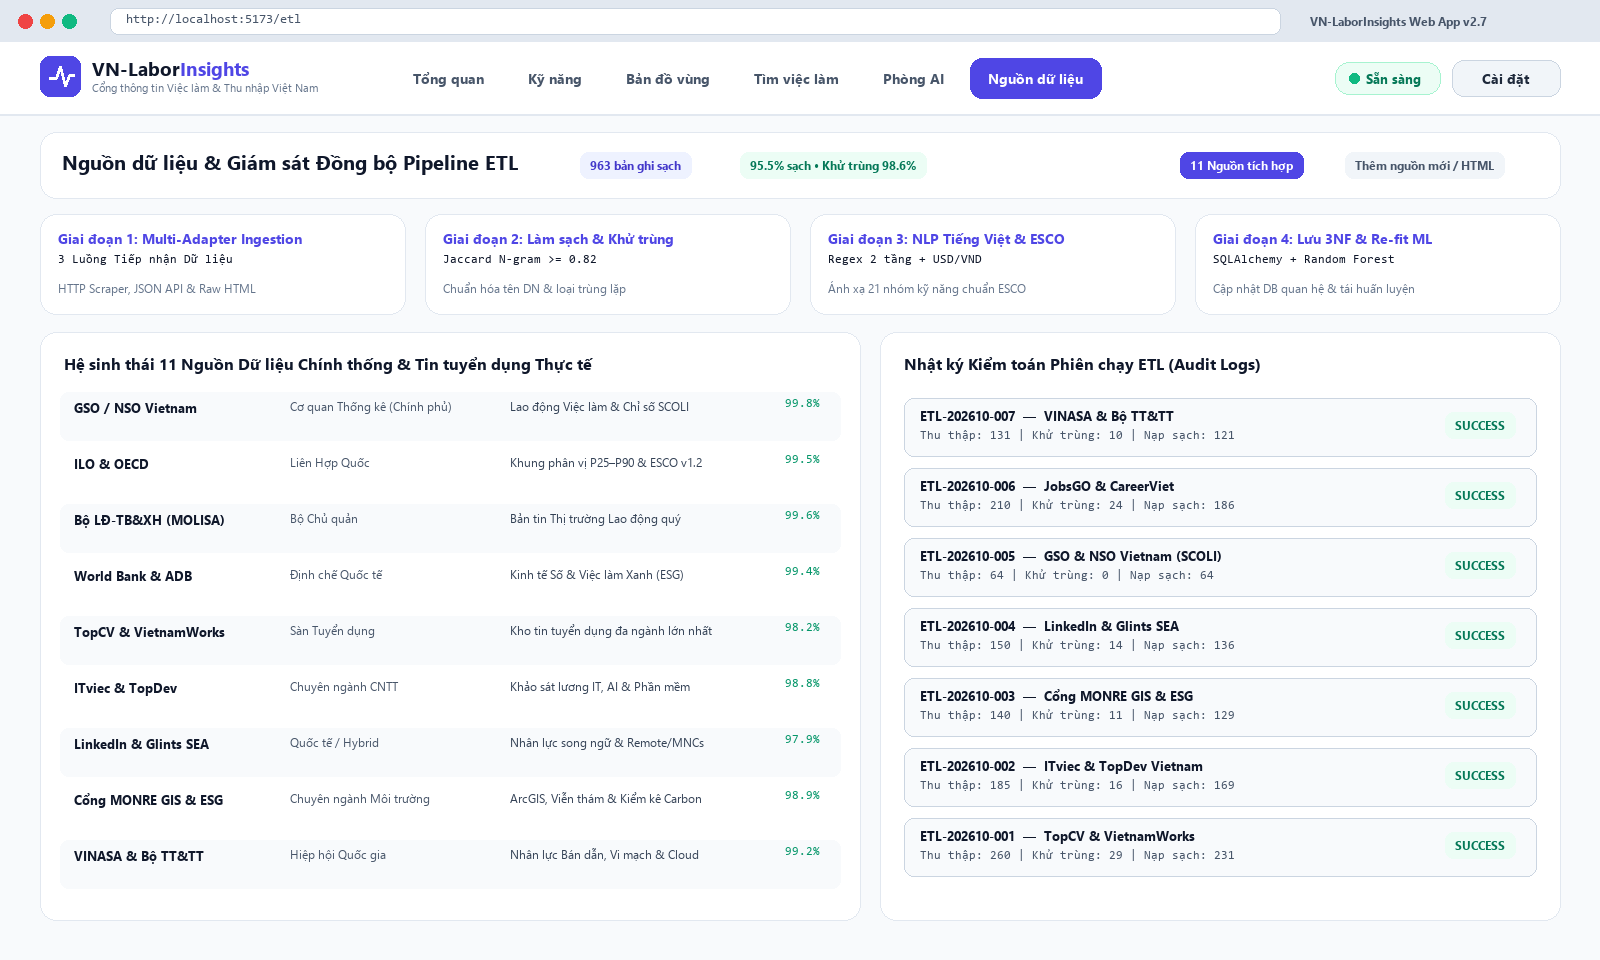 http://localhost:5173/etl
VN-LaborInsights Web App v2.7
VN-LaborInsights
Cổng thông tin Việc làm & Thu nhập Việt Nam
Tổng quan
Kỹ năng
Bản đồ vùng
Tìm việc làm
Phòng AI
Nguồn dữ liệu
Sẵn sàng
Cài đặt
Nguồn dữ liệu & Giám sát Đồng bộ Pipeline ETL
963 bản ghi sạch
95.5% sạch • Khử trùng 98.6%
11 Nguồn tích hợp
Thêm nguồn mới / HTML
Giai đoạn 1: Multi-Adapter Ingestion
3 Luồng Tiếp nhận Dữ liệu
HTTP Scraper, JSON API & Raw HTML
Giai đoạn 2: Làm sạch & Khử trùng
Jaccard N-gram >= 0.82
Chuẩn hóa tên DN & loại trùng lặp
Giai đoạn 3: NLP Tiếng Việt & ESCO
Regex 2 tầng + USD/VND
Ánh xạ 21 nhóm kỹ năng chuẩn ESCO
Giai đoạn 4: Lưu 3NF & Re-fit ML
SQLAlchemy + Random Forest
Cập nhật DB quan hệ & tái huấn luyện
Hệ sinh thái 11 Nguồn Dữ liệu Chính thống & Tin tuyển dụng Thực tế
GSO / NSO Vietnam Cơ quan Thống kê (Chính phủ) Lao động Việc làm & Chỉ số SCOLI 99.8%
ILO & OECD Liên Hợp Quốc Khung phân vị P25–P90 & ESCO v1.2 99.5%
Bộ LĐ-TB&XH (MOLISA) Bộ Chủ quản Bản tin Thị trường Lao động quý 99.6%
World Bank & ADB Định chế Quốc tế Kinh tế Số & Việc làm Xanh (ESG) 99.4%
TopCV & VietnamWorks Sàn Tuyển dụng Kho tin tuyển dụng đa ngành lớn nhất 98.2%
ITviec & TopDev Chuyên ngành CNTT Khảo sát lương IT, AI & Phần mềm 98.8%
LinkedIn & Glints SEA Quốc tế / Hybrid Nhân lực song ngữ & Remote/MNCs 97.9%
Cổng MONRE GIS & ESG Chuyên ngành Môi trường ArcGIS, Viễn thám & Kiểm kê Carbon 98.9%
VINASA & Bộ TT&TT Hiệp hội Quốc gia Nhân lực Bán dẫn, Vi mạch & Cloud 99.2%
Nhật ký Kiểm toán Phiên chạy ETL (Audit Logs)
ETL-202610-007 — VINASA & Bộ TT&TT
Thu thập: 131 | Khử trùng: 10 | Nạp sạch: 121
SUCCESS
ETL-202610-006 — JobsGO & CareerViet
Thu thập: 210 | Khử trùng: 24 | Nạp sạch: 186
SUCCESS
ETL-202610-005 — GSO & NSO Vietnam (SCOLI)
Thu thập: 64 | Khử trùng: 0 | Nạp sạch: 64
SUCCESS
ETL-202610-004 — LinkedIn & Glints SEA
Thu thập: 150 | Khử trùng: 14 | Nạp sạch: 136
SUCCESS
ETL-202610-003 — Cổng MONRE GIS & ESG
Thu thập: 140 | Khử trùng: 11 | Nạp sạch: 129
SUCCESS
ETL-202610-002 — ITviec & TopDev Vietnam
Thu thập: 185 | Khử trùng: 16 | Nạp sạch: 169
SUCCESS
ETL-202610-001 — TopCV & VietnamWorks
Thu thập: 260 | Khử trùng: 29 | Nạp sạch: 231
SUCCESS